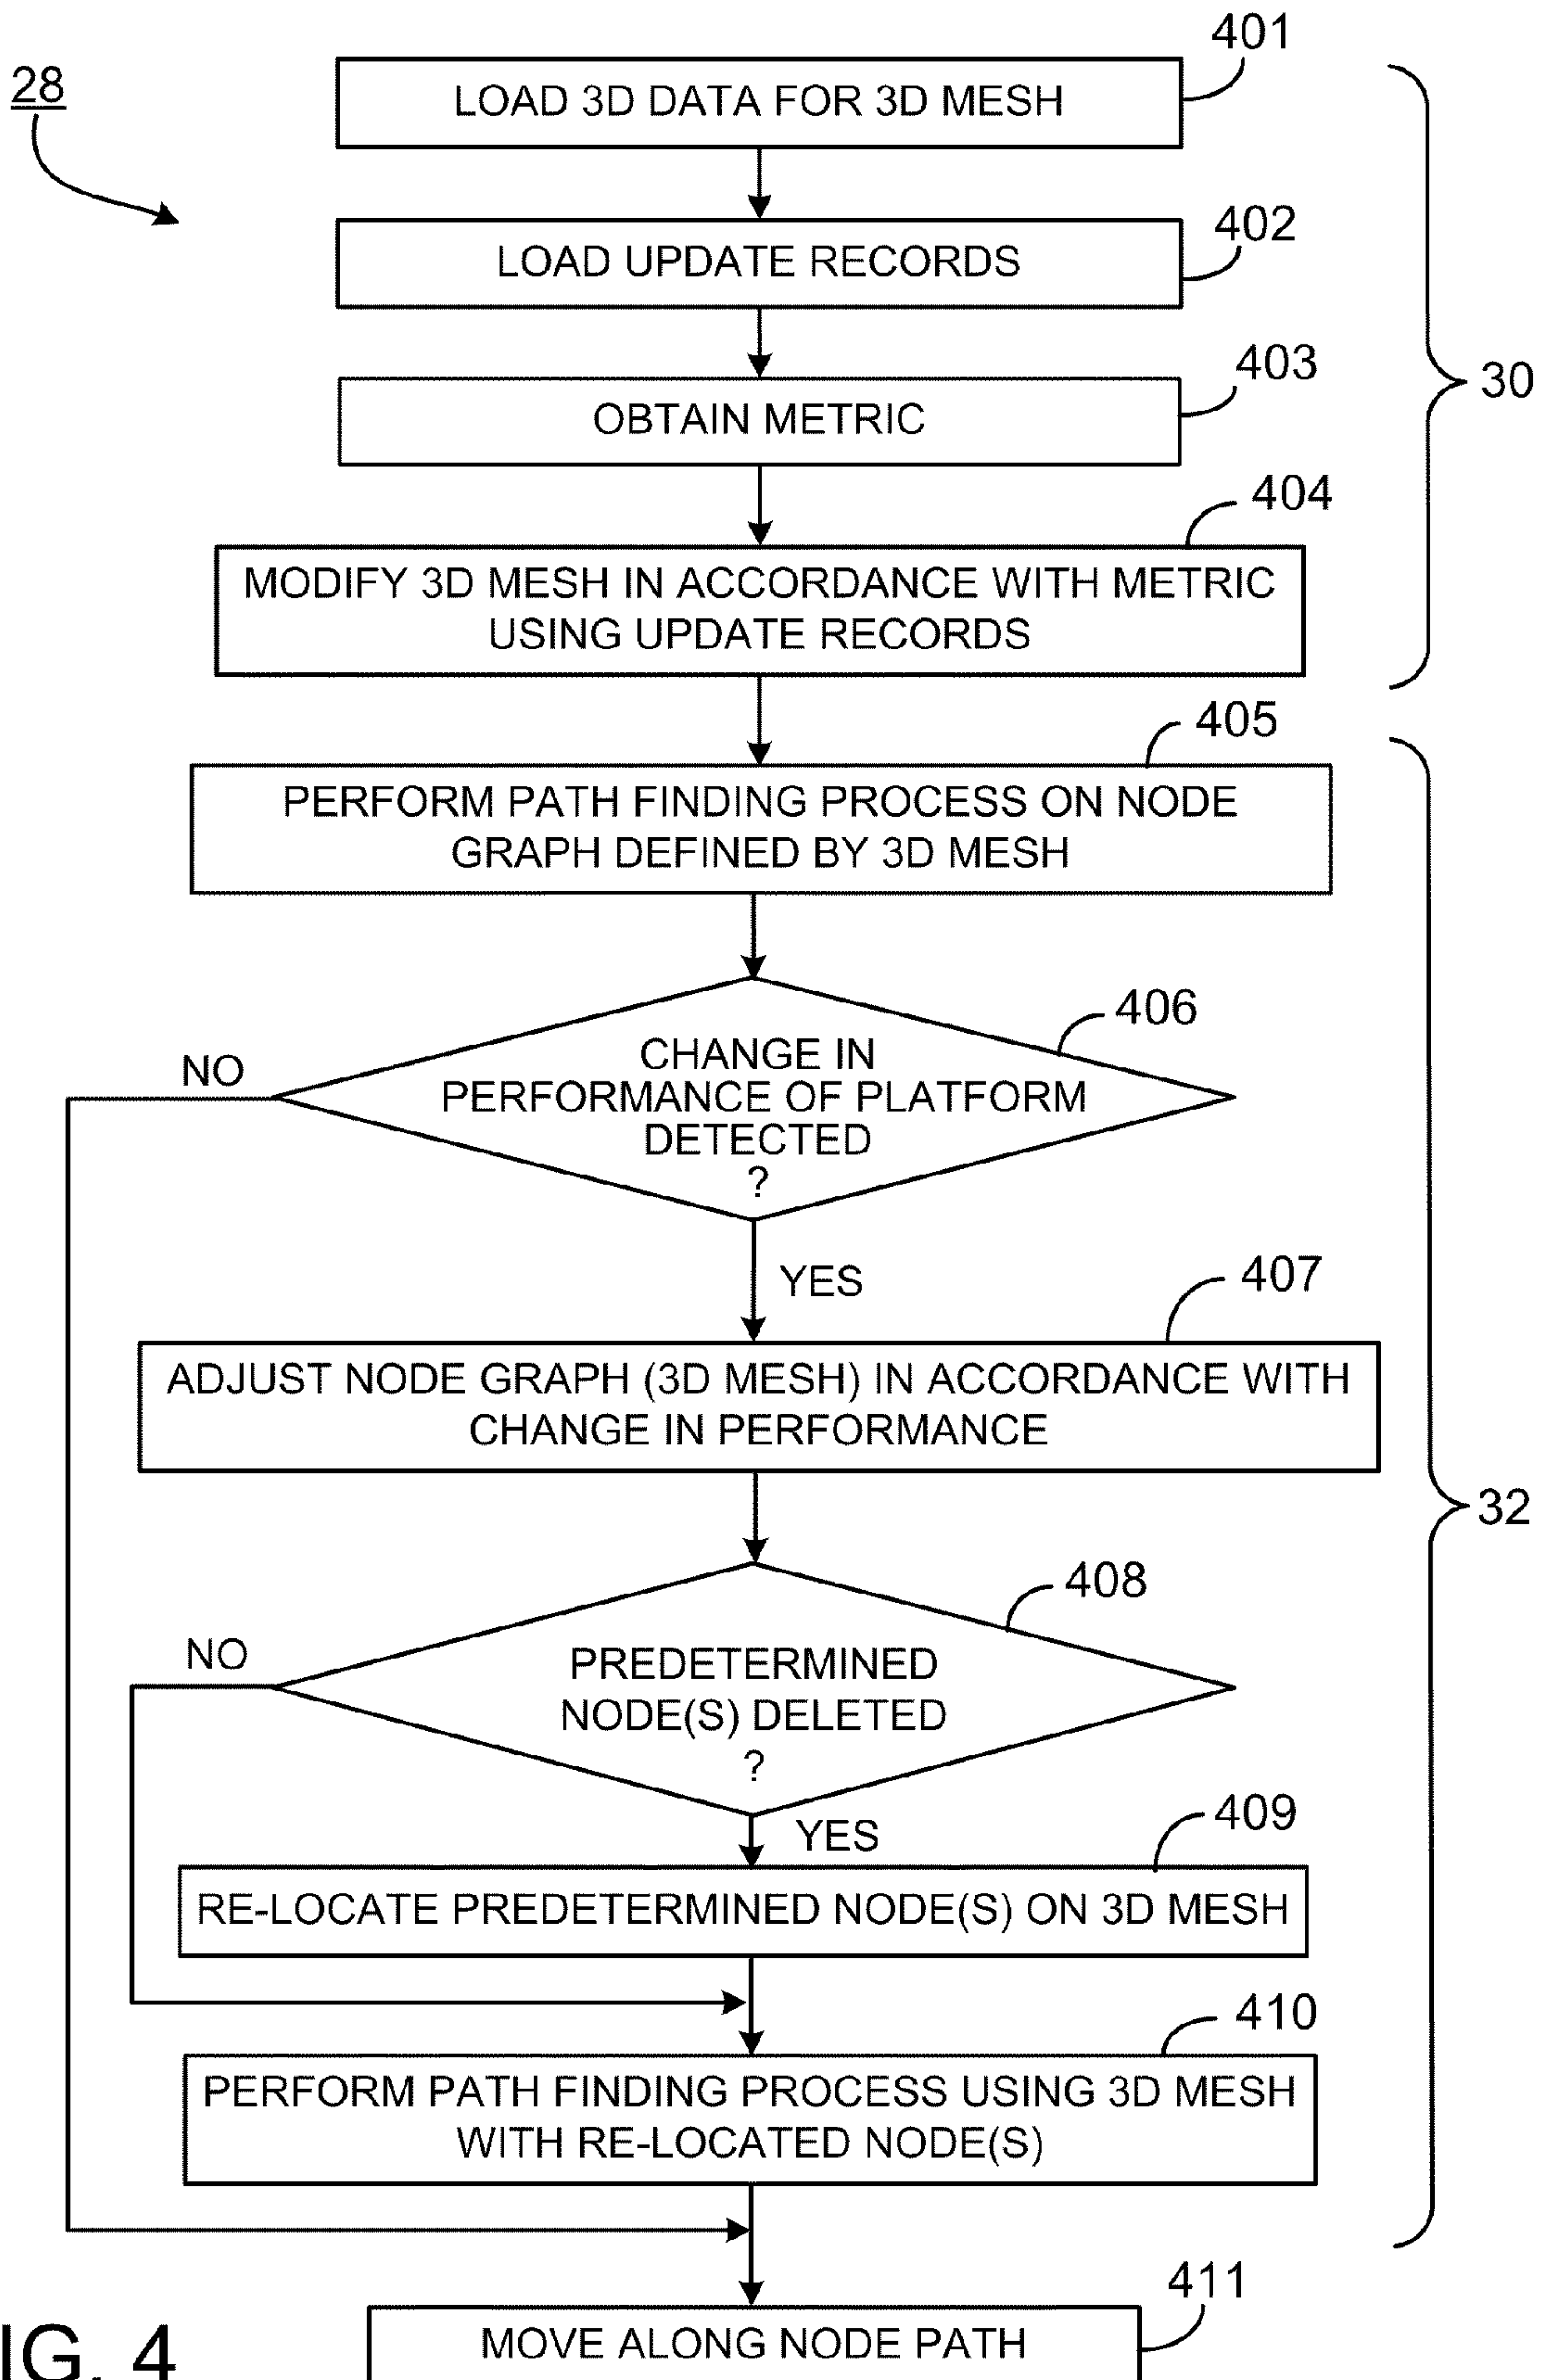 401
28
LOAD 3D DATA FOR 3D MESH
402
LOAD UPDATE RECORDS
403
OBTAIN METRIC
30
404
MODIFY 3D MESH IN ACCORDANCE WITH METRIC
USING UPDATE RECORDS
405
PERFORM PATH FINDING PROCESS ON NODE
GRAPH DEFINED BY 3D MESH
406
NO
CHANGE IN
PERFORMANCE OF PLATFORM
DETECTED
?
YES
407
ADJUST NODE GRAPH (3D MESH) IN ACCORDANCE WITH
CHANGE IN PERFORMANCE
32
408
NO
PREDETERMINED
NODE(S) DELETED
?
YES
409
RE-LOCATE PREDETERMINED NODE(S) ON 3D MESH
410
PERFORM PATH FINDING PROCESS USING 3D MESH
WITH RE-LOCATED NODE(S)
411
MOVE ALONG NODE PATH
IG. 4